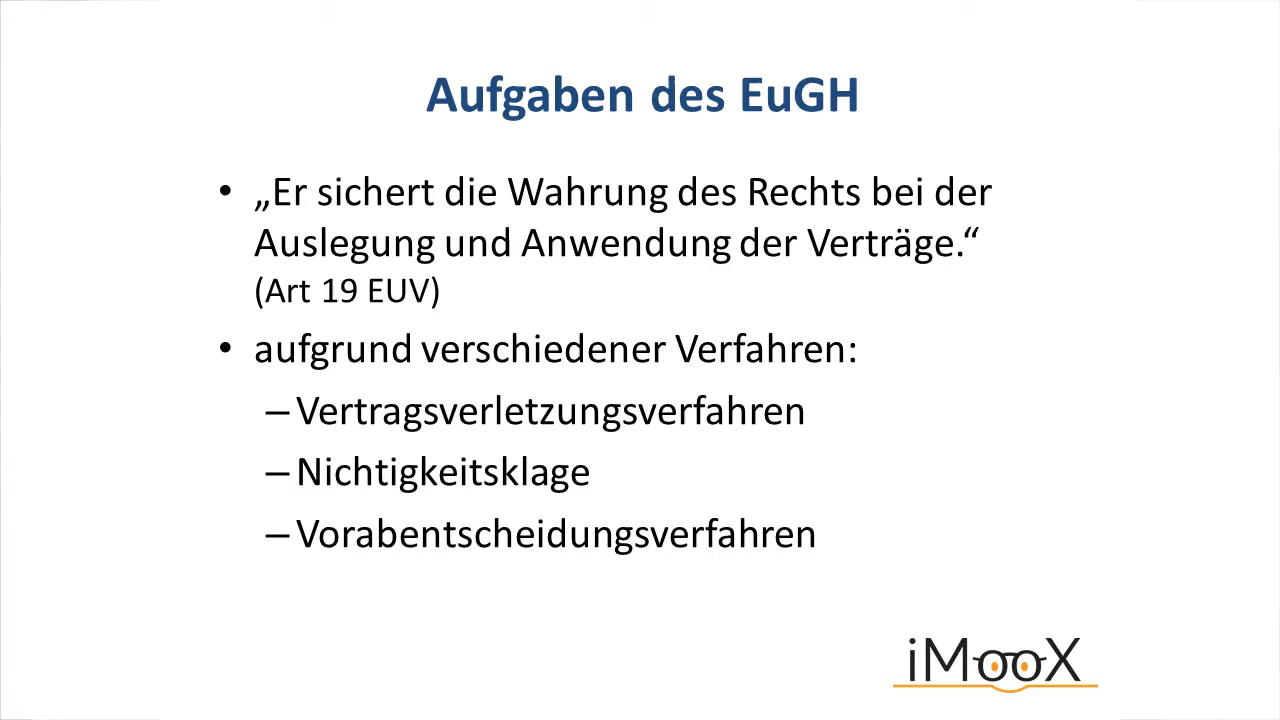 Aufgaben des EuGH
• „Er sichert die Wahrung des Rechts bei der
Auslegung und Anwendung der Verträge.“
(Art 19 EUV)
• aufgrund verschiedener Verfahren:
– Vertragsverletzungsverfahren
– Nichtigkeitsklage
– Vorabentscheidungsverfahren
iMooX